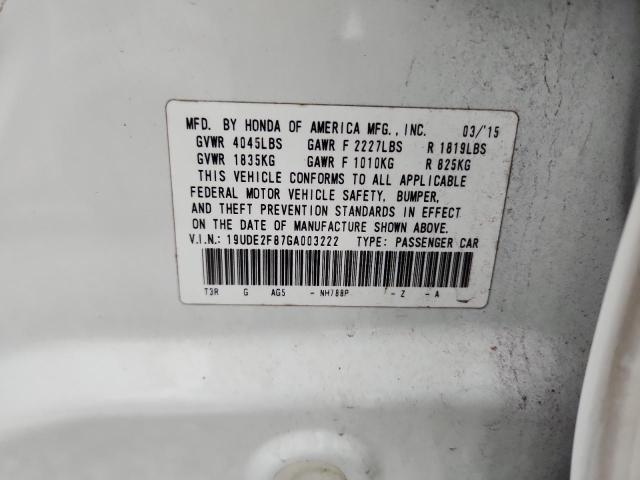 MFD. BY HONDA OF AMERICA MFG., INC. 03/'15
GVWR 4045LBS GAWR F 2227LBS R 1819LBS
GVWR 1835KG GAWR F 1010KG R 825KG
THIS VEHICLE CONFORMS TO ALL APPLICABLE
FEDERAL MOTOR VEHICLE SAFETY, BUMPER,
AND THEFT PREVENTION STANDARDS IN EFFECT
ON THE DATE OF MANUFACTURE SHOWN ABOVE.
V.I.N.: 19UDE2F87GA003222 TYPE: PASSENGER CAR
T3R G AG5 - NH788P - Z - A